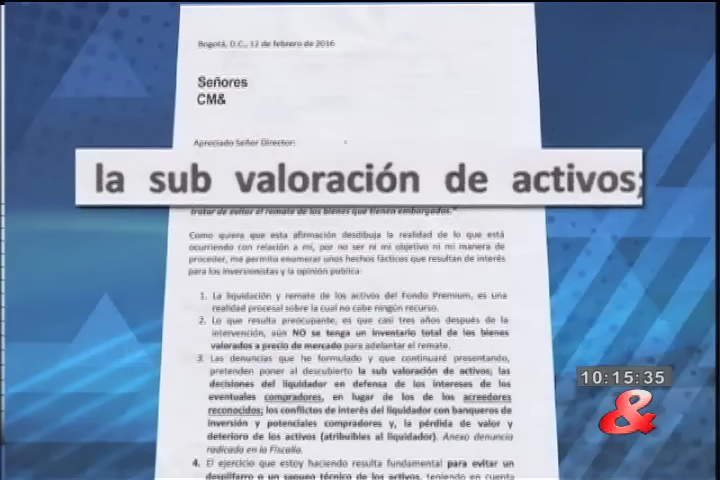 Bogotá, D.C., 12 de febrero de 2016
Señores
CM&
Apreciado Señor Director:
la sub valoración de activos;
tratar de evitar el remate de los bienes que tienen embargados."
Como quiera que esta afirmación desdibuja la realidad de lo que está
ocurriendo con relación a mí, por no ser ni mi objetivo ni mi manera de
proceder, me permito enumerar unos hechos fácticos que resultan de interés
para los inversionistas y la opinión publica:
1. La liquidación y remate de los activos del Fondo Premium, es una
realidad procesal sobre la cual no cabe ningún recurso.
2. Lo que resulta preocupante, es que casi tres años después de la
intervención, aún NO se tenga un inventario total de los bienes
valorados a precio de mercado para adelantar el remate.
3. Las denuncias que he formulado y que continuaré presentando,
pretenden poner al descubierto la sub valoración de activos; las
decisiones del liquidador en defensa de los intereses de los
eventuales compradores, en lugar de los de los acreedores
reconocidos; los conflictos de interés del liquidador con banqueros de
inversión y potenciales compradores y, la pérdida de valor y
deterioro de los activos (atribuibles al liquidador). Anexo denuncia
radicada en la Fiscalía.
4. El ejercicio que estoy haciendo resulta fundamental para evitar un
despilfarro o un saqueo técnico de los activos, teniendo en cuenta
10:15:35
&